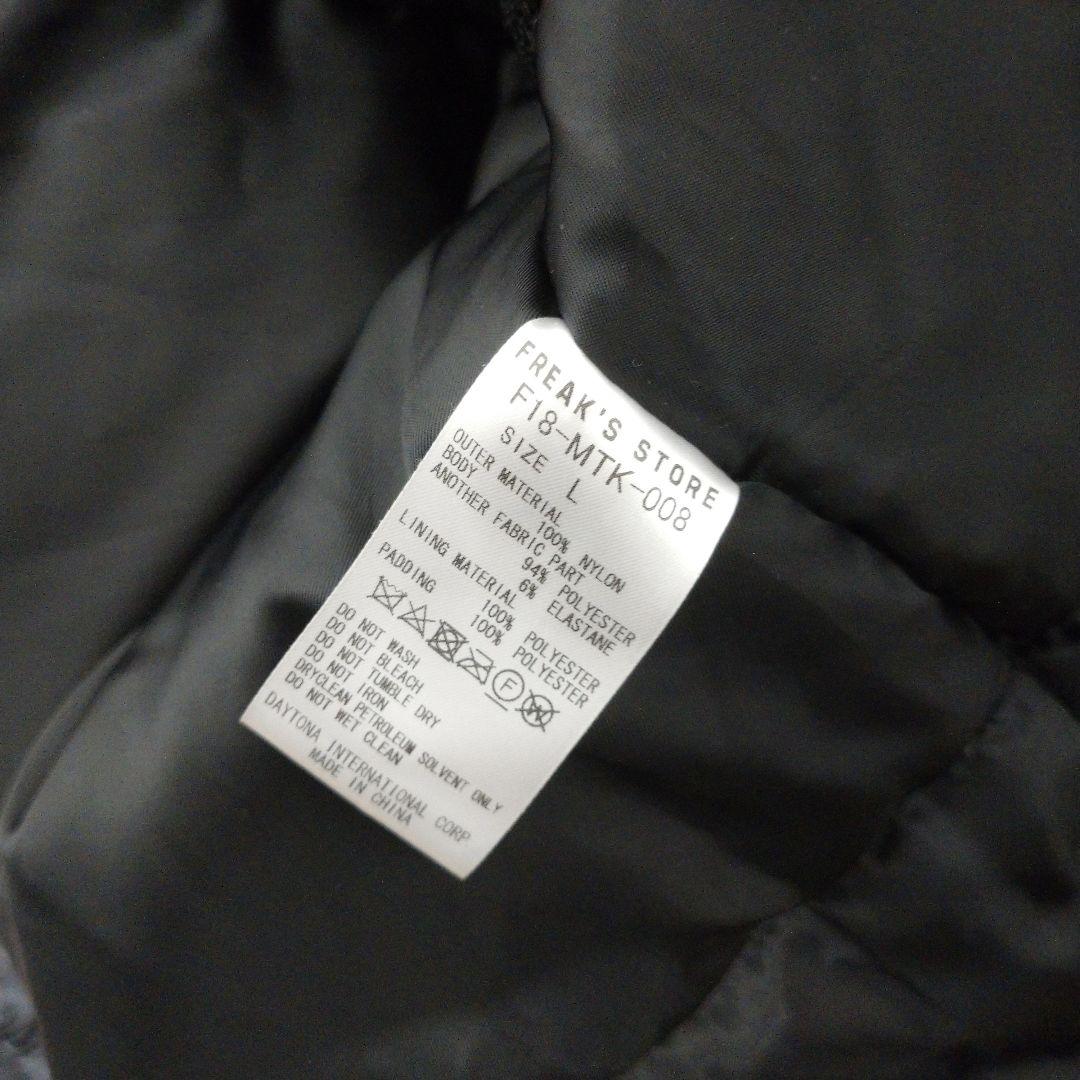 FREAK'S STORE
F18-MTK-008
SIZE L
OUTER MATERIAL
BODY 100% NYLON
ANOTHER FABRIC PART
94% POLYESTER
6% ELASTANE
LINING MATERIAL
100% POLYESTER
PADDING 100% POLYESTER
F
W
DO NOT WASH
DO NOT BLEACH
DO NOT TUMBLE DRY
DO NOT IRON
DRYCLEAN PETROLEUM SOLVENT ONLY
DO NOT WET CLEAN
DAYTONA INTERNATIONAL CORP.
MADE IN CHINA